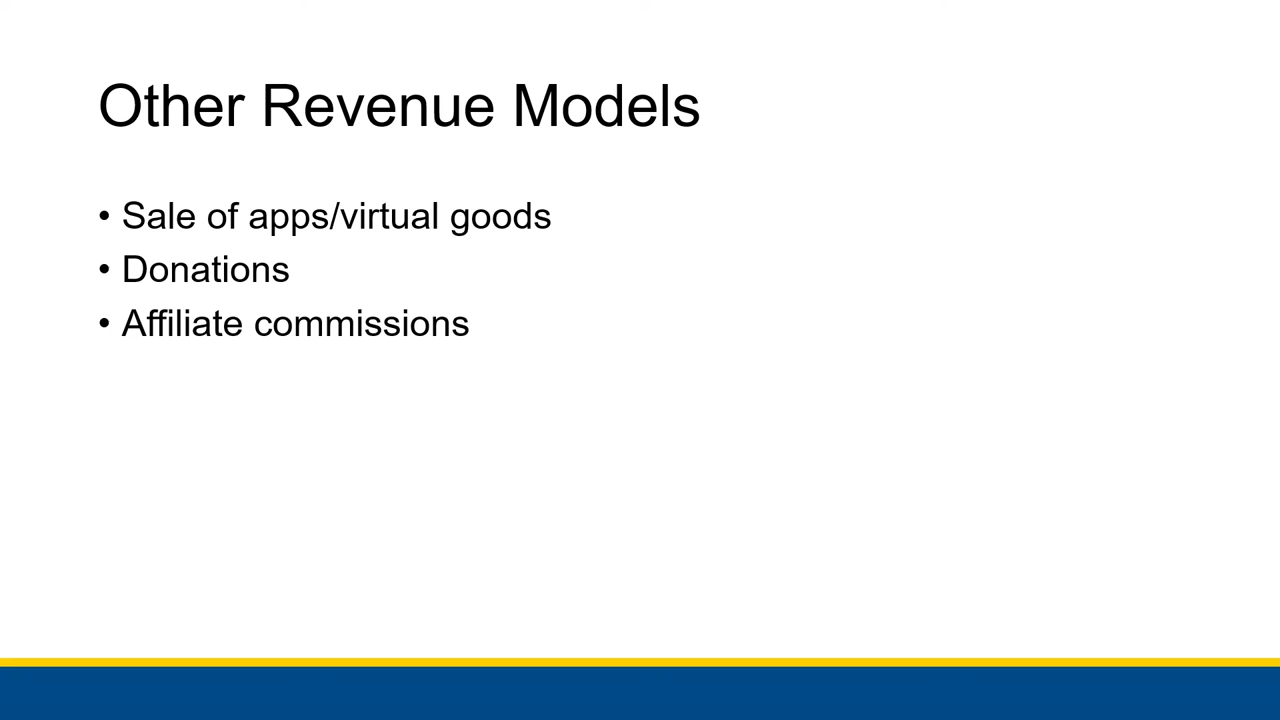 Other Revenue Models
• Sale of apps/virtual goods
• Donations
• Affiliate commissions